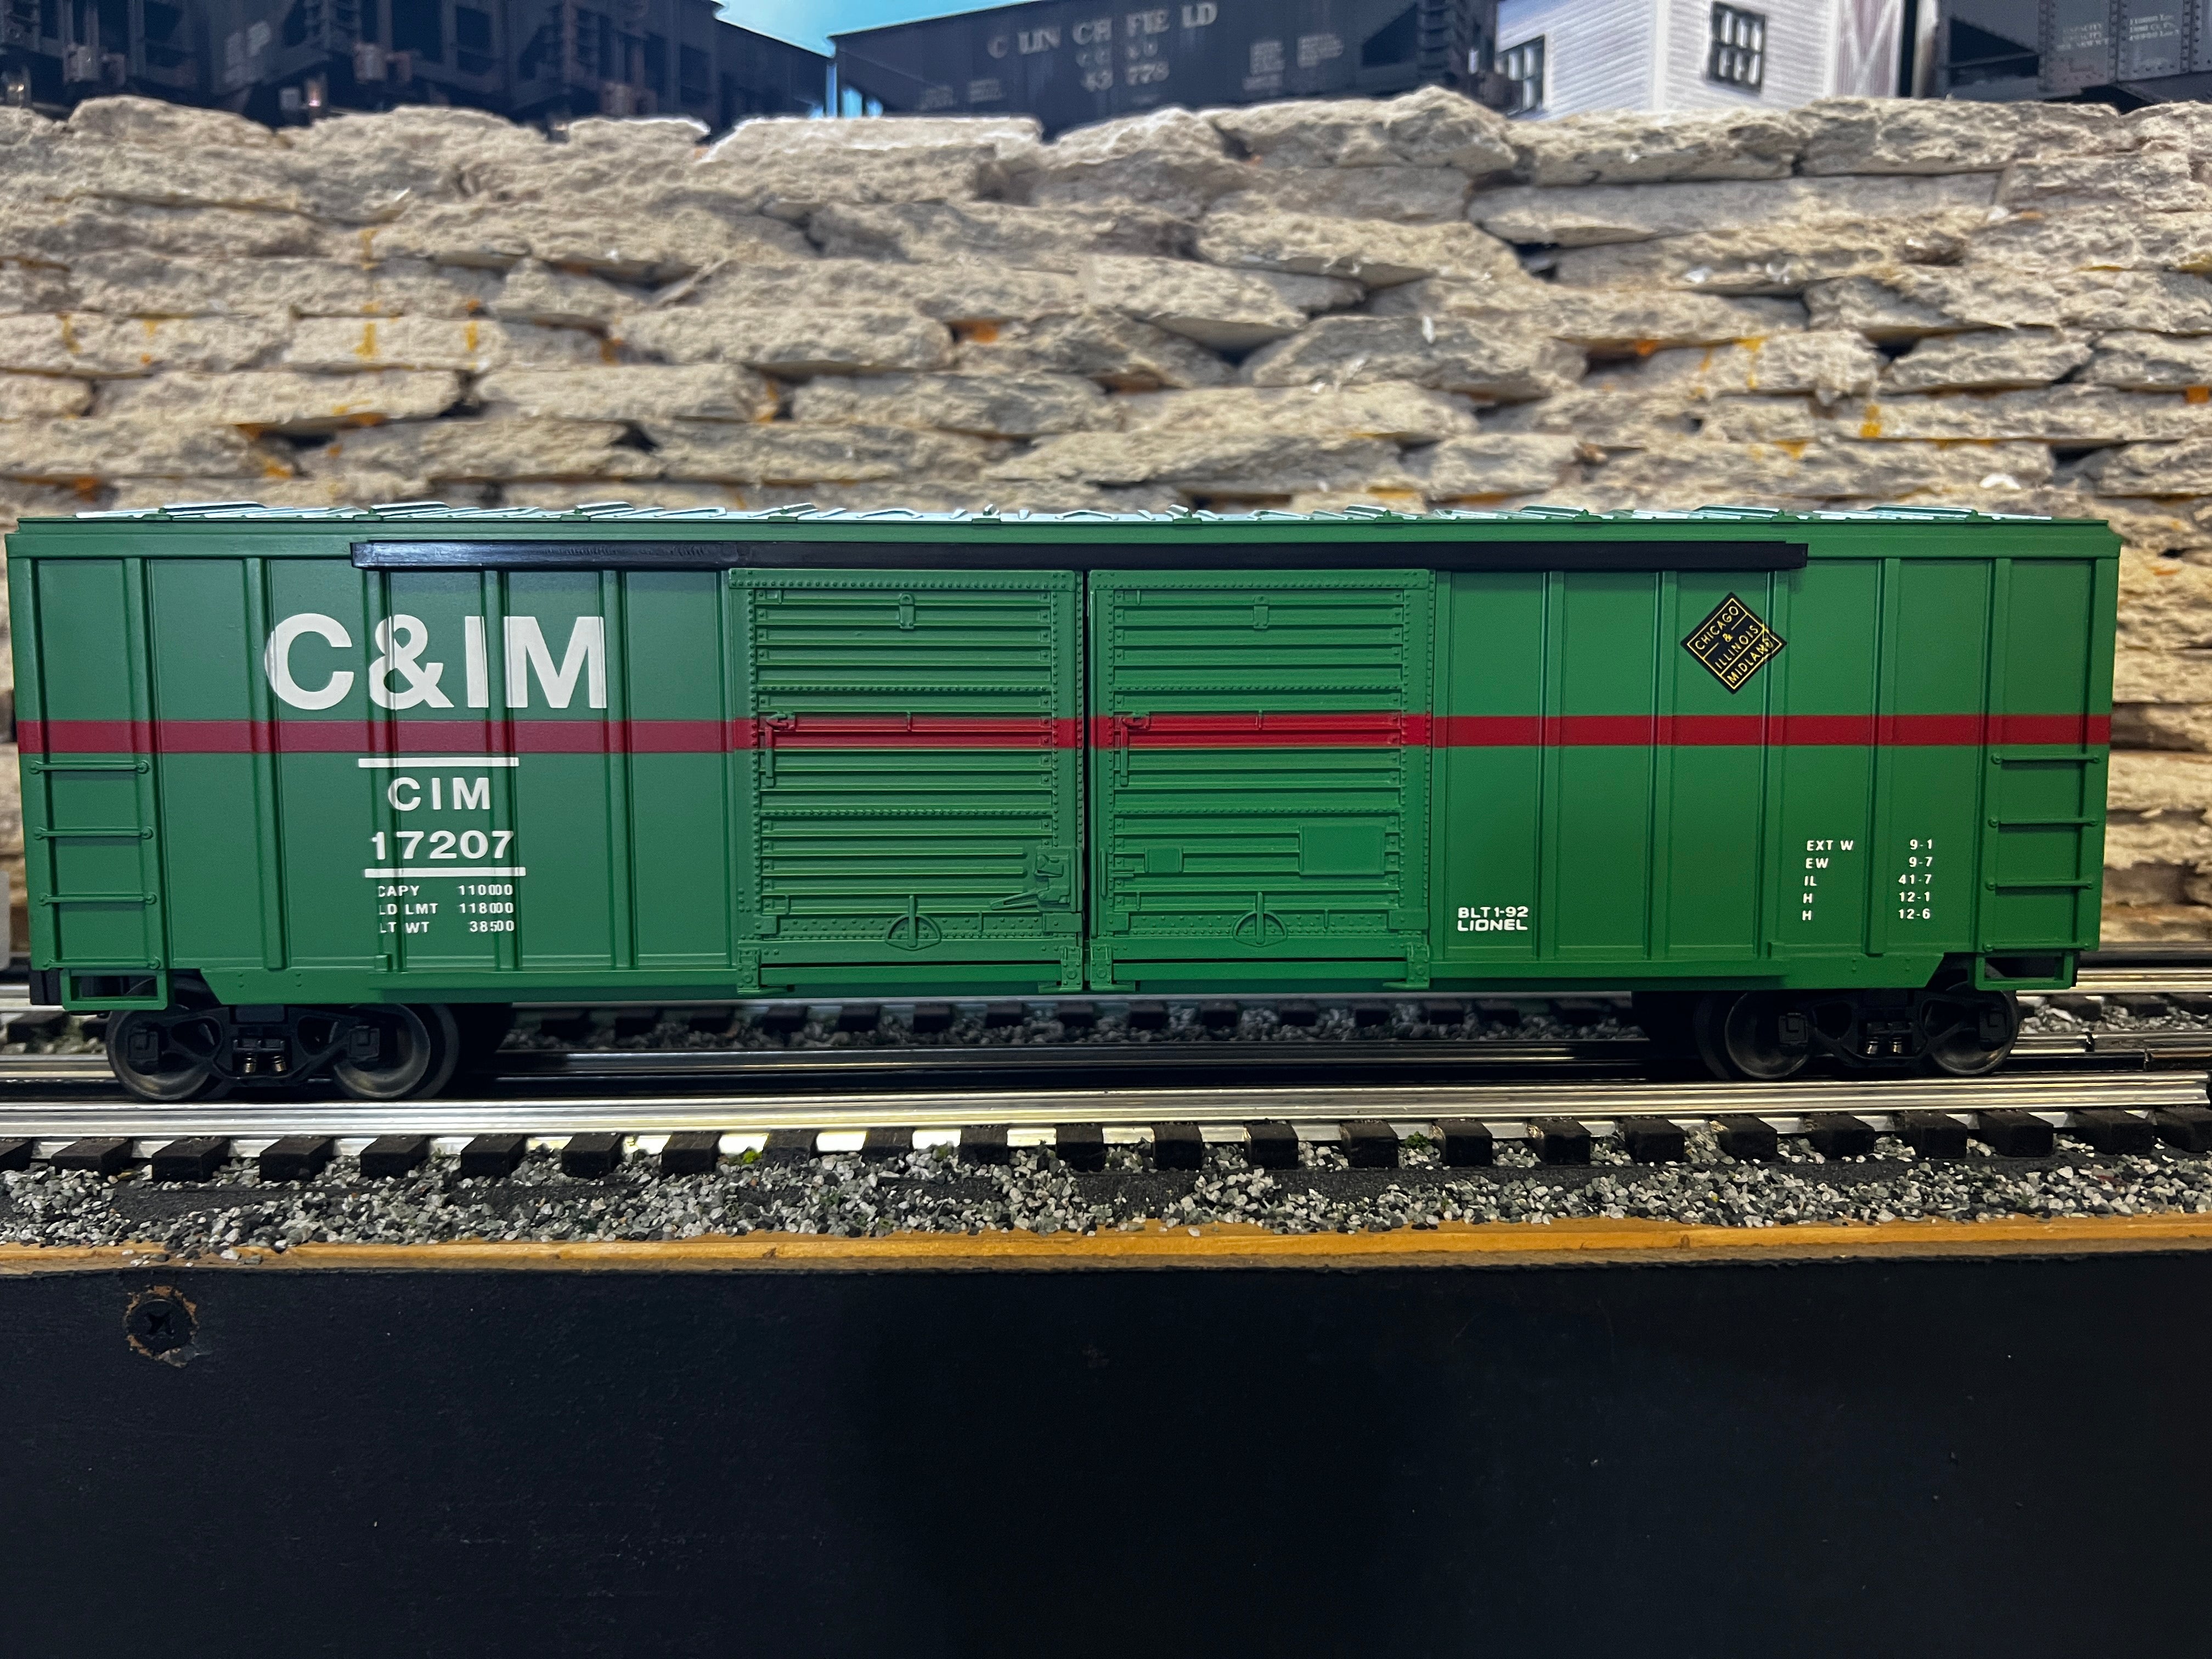 CLINCHFIELD
C&IM
CHICAGO
&
ILLINOIS
MIDLAND
CIM
17207
CAPY 110000
LD LMT 118000
LT WT 38500
BLT 1-92
LIONEL
EXT W 9-1
EW 9-7
IL 41-7
H 12-1
H 12-6